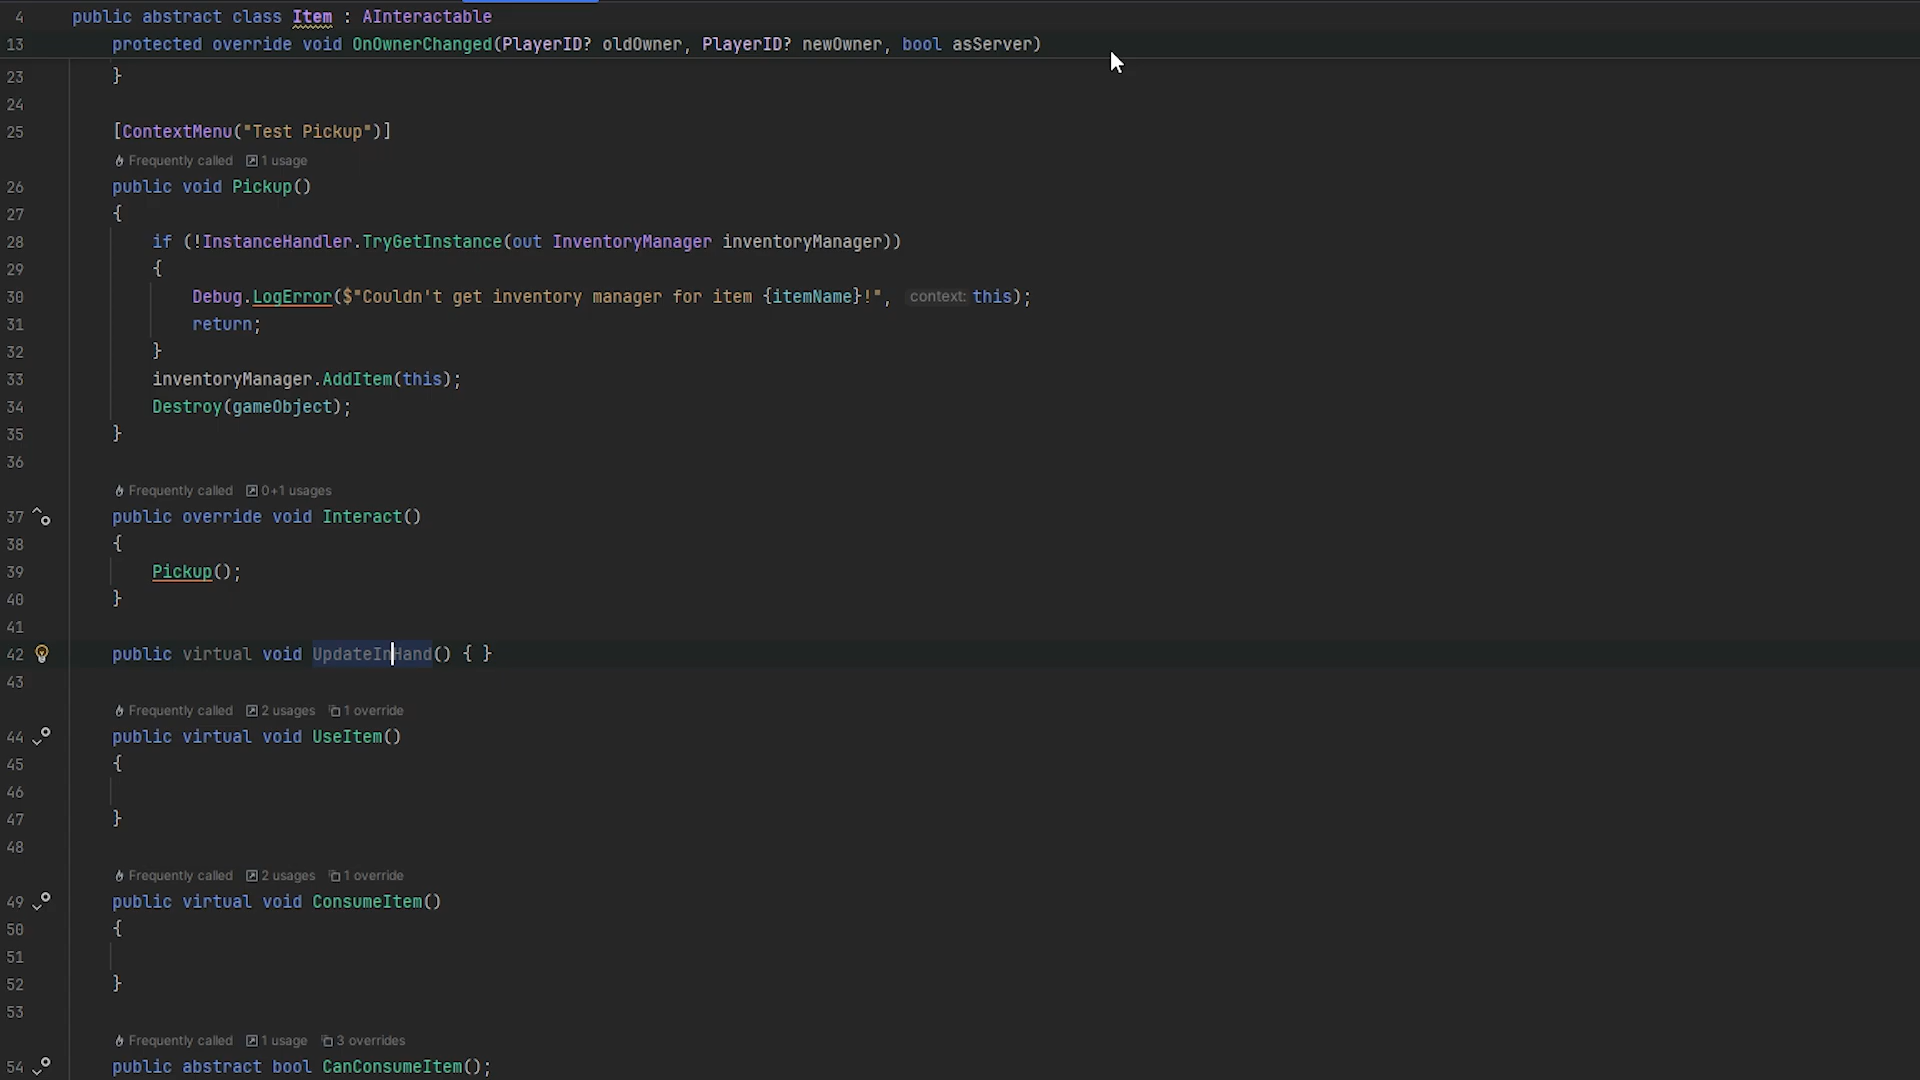 4 public abstract class Item : AInteractable
13 protected override void OnOwnerChanged(PlayerID? oldOwner, PlayerID? newOwner, bool asServer)
23 }
24
25 [ContextMenu("Test Pickup")]
Frequently called 1 usage
26 public void Pickup()
27 {
28 if (!InstanceHandler.TryGetInstance(out InventoryManager inventoryManager))
29 {
30 Debug.LogError($"Couldn't get inventory manager for item {itemName}!", context: this);
31 return;
32 }
33 inventoryManager.AddItem(this);
34 Destroy(gameObject);
35 }
36
Frequently called 0+1 usages
37 public override void Interact()
38 {
39 Pickup();
40 }
41
42 public virtual void UpdateInHand() { }
43
Frequently called 2 usages 1 override
44 public virtual void UseItem()
45 {
46
47 }
48
Frequently called 2 usages 1 override
49 public virtual void ConsumeItem()
50 {
51
52 }
53
Frequently called 1 usage 3 overrides
54 public abstract bool CanConsumeItem();